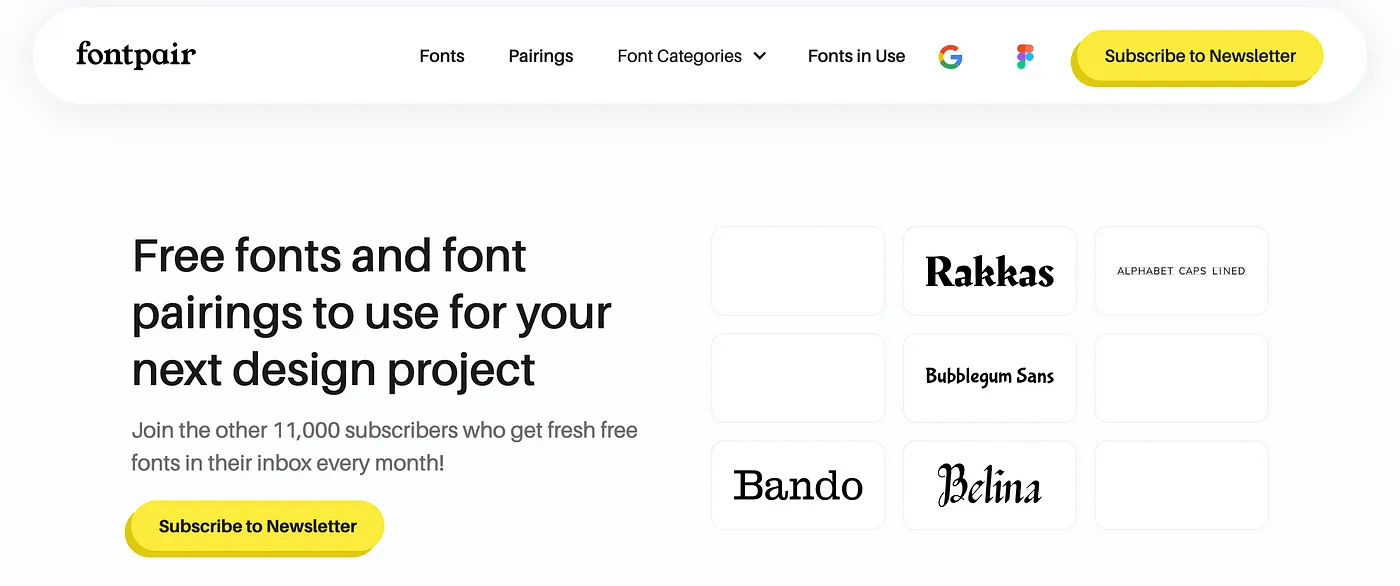 fontpair
Fonts
Pairings
Font Categories
Fonts in Use
Subscribe to Newsletter
Free fonts and font
pairings to use for your
next design project
Join the other 11,000 subscribers who get fresh free
fonts in their inbox every month!
Subscribe to Newsletter
Rakkas
ALPHABET CAPS LINED
Bubblegum Sans
Bando
Belina